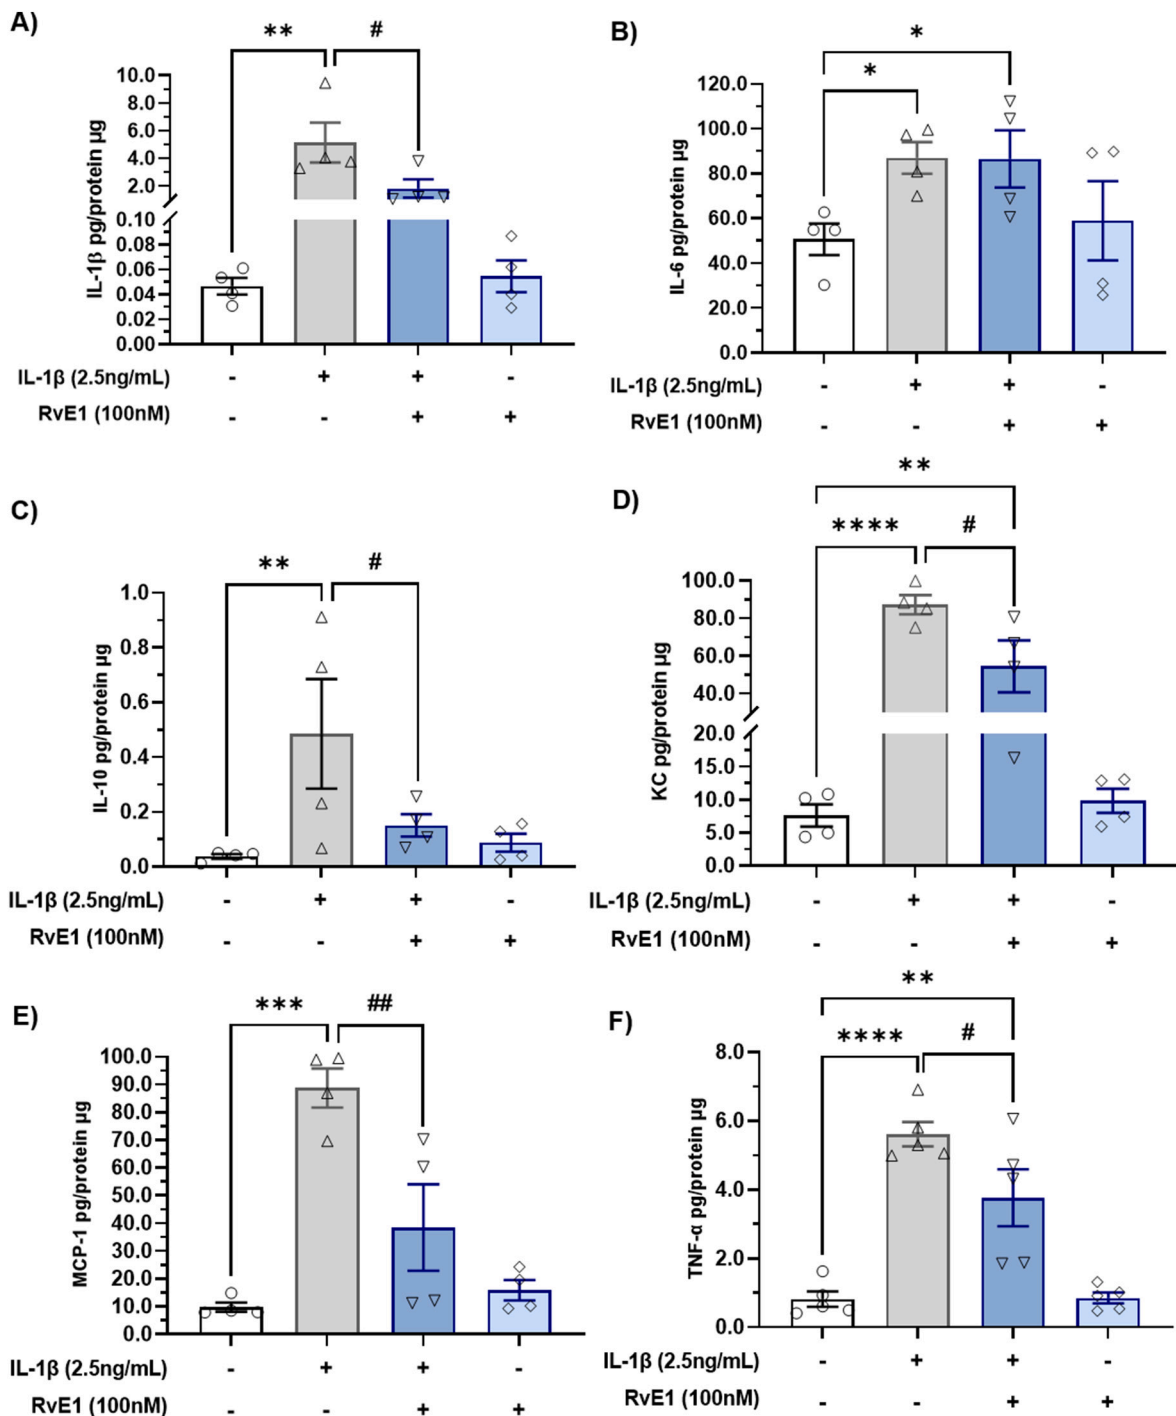 A)
** #
IL-1β pg/protein µg
10.0
8.0
6.0
4.0
2.0
0.10
0.08
0.06
0.04
0.02
0.00
IL-1β (2.5ng/mL) - + + -
RvE1 (100nM) - - + +
B)
*
*
IL-6 pg/protein µg
120.0
100.0
80.0
60.0
40.0
20.0
0.0
IL-1β (2.5ng/mL) - + + -
RvE1 (100nM) - - + +
C)
** #
IL-10 pg/protein µg
1.0
0.8
0.6
0.4
0.2
0.0
IL-1β (2.5ng/mL) - + + -
RvE1 (100nM) - - + +
D)
**
**** #
KC pg/protein µg
100.0
80.0
60.0
40.0
20.0
15.0
10.0
5.0
0.0
IL-1β (2.5ng/mL) - + + -
RvE1 (100nM) - - + +
E)
*** ##
MCP-1 pg/protein µg
100.0
90.0
80.0
70.0
60.0
50.0
40.0
30.0
20.0
10.0
0.0
IL-1β (2.5ng/mL) - + + -
RvE1 (100nM) - - + +
F)
**
**** #
TNF-α pg/protein µg
8.0
6.0
4.0
2.0
0.0
IL-1β (2.5ng/mL) - + + -
RvE1 (100nM) - - + +